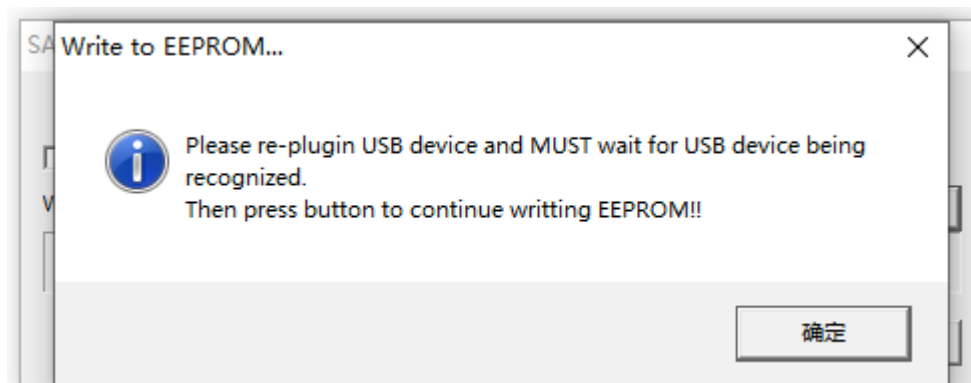 SA
Write to EEPROM...
Please re-plugin USB device and MUST wait for USB device being
recognized.
Then press button to continue writting EEPROM!!
确定